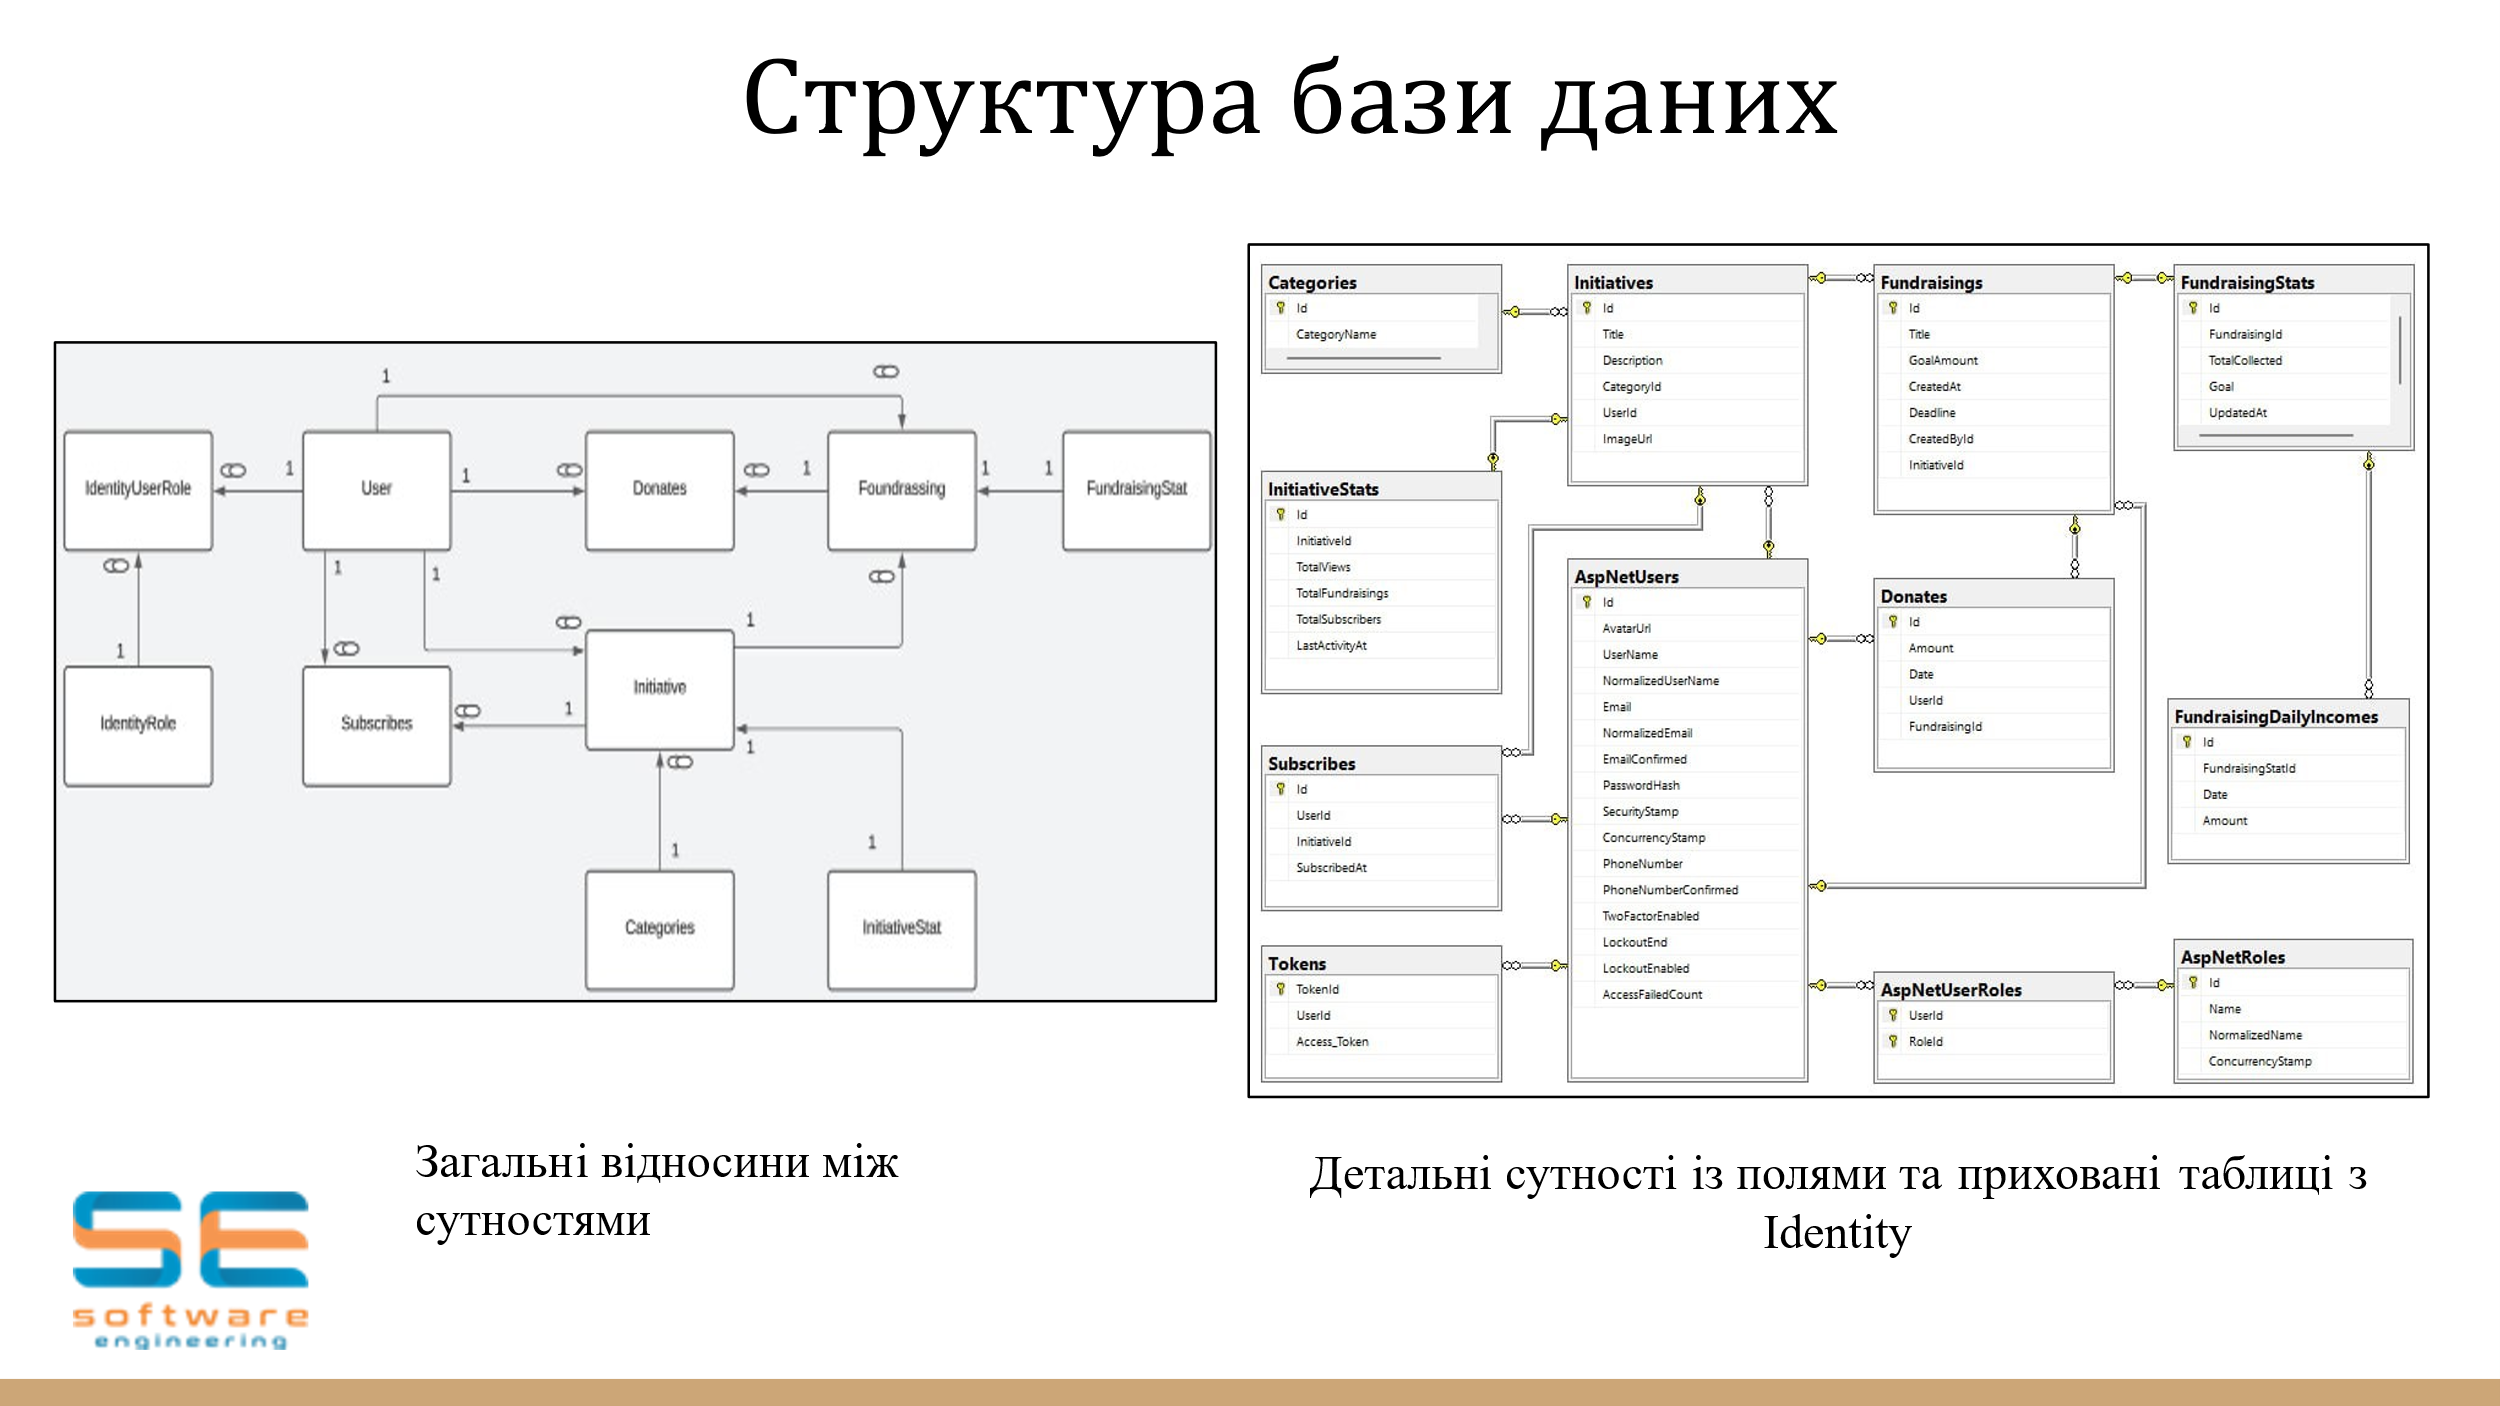 Структура бази даних
1
∞
IdentityUserRole
∞
1
User
1
∞
Donates
∞
1
Foundrassing
1
1
FundraisingStat
∞
1
1
∞
∞
1
1
∞
IdentityRole
Subscribes
∞
1
Initiative
1
∞
1
1
Categories
InitiativeStat
Загальні відносини між
сутностями
Categories
Id
CategoryName
InitiativeStats
Id
InitiativeId
TotalViews
TotalFundraisings
TotalSubscribers
LastActivityAt
Subscribes
Id
UserId
InitiativeId
SubscribedAt
Tokens
TokenId
UserId
Access_Token
Initiatives
Id
Title
Description
CategoryId
UserId
ImageUrl
AspNetUsers
Id
AvatarUrl
UserName
NormalizedUserName
Email
NormalizedEmail
EmailConfirmed
PasswordHash
SecurityStamp
ConcurrencyStamp
PhoneNumber
PhoneNumberConfirmed
TwoFactorEnabled
LockoutEnd
LockoutEnabled
AccessFailedCount
Fundraisings
Id
Title
GoalAmount
CreatedAt
Deadline
CreatedById
InitiativeId
Donates
Id
Amount
Date
UserId
FundraisingId
AspNetUserRoles
UserId
RoleId
FundraisingStats
Id
FundraisingId
TotalCollected
Goal
UpdatedAt
FundraisingDailyIncomes
Id
FundraisingStatId
Date
Amount
AspNetRoles
Id
Name
NormalizedName
ConcurrencyStamp
Детальні сутності із полями та приховані таблиці з
Identity
SE
software
engineering